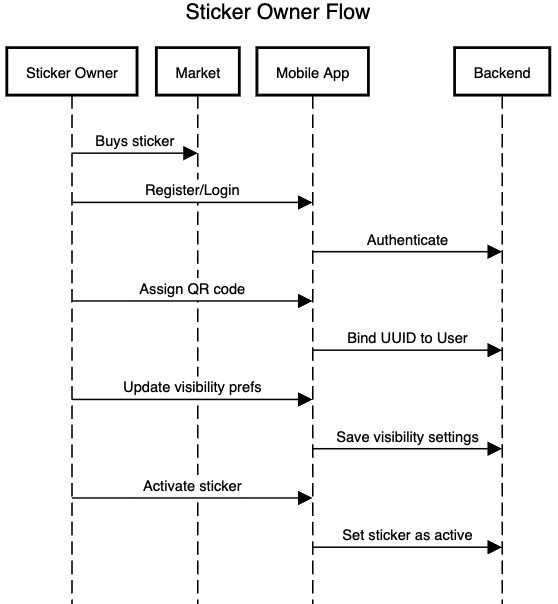 Sticker Owner Flow
Sticker Owner
Market
Mobile App
Backend
Buys sticker
Register/Login
Authenticate
Assign QR code
Bind UUID to User
Update visibility prefs
Save visibility settings
Activate sticker
Set sticker as active